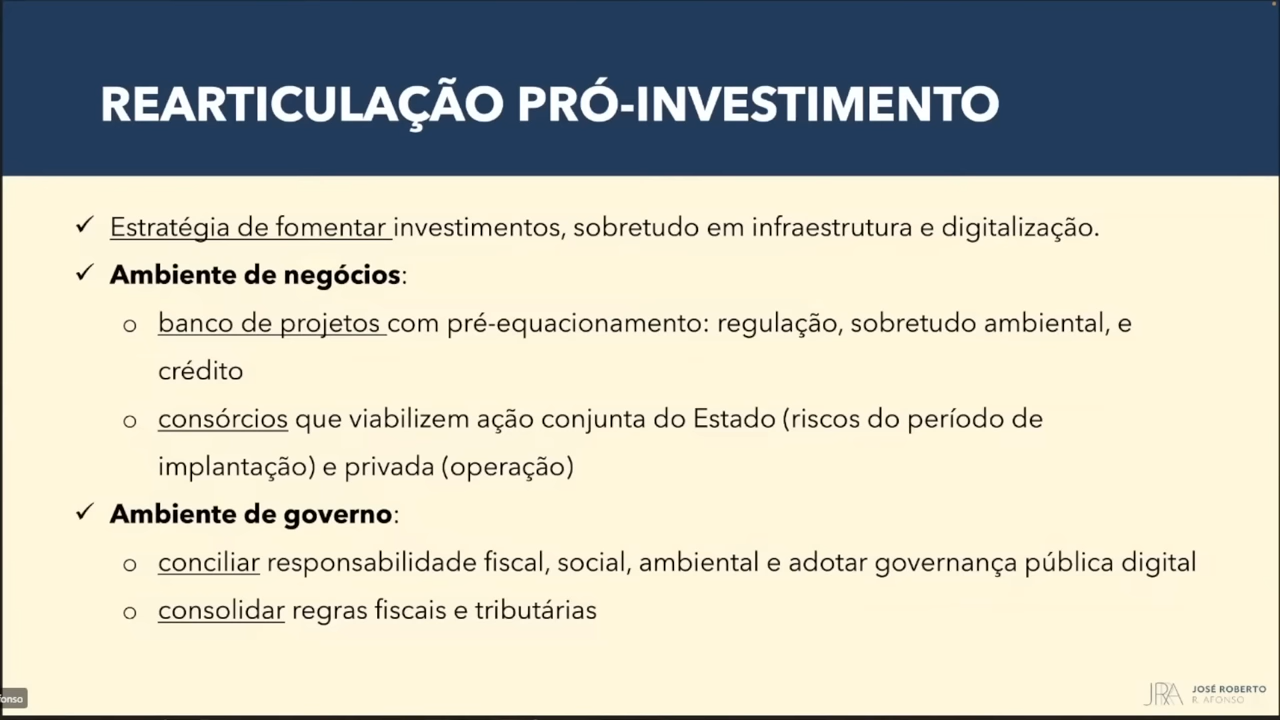 REARTICULAÇÃO PRÓ-INVESTIMENTO
✓ Estratégia de fomentar investimentos, sobretudo em infraestrutura e digitalização.
✓ Ambiente de negócios:
o banco de projetos com pré-equacionamento: regulação, sobretudo ambiental, e
crédito
o consórcios que viabilizem ação conjunta do Estado (riscos do período de
implantação) e privada (operação)
✓ Ambiente de governo:
o conciliar responsabilidade fiscal, social, ambiental e adotar governança pública digital
o consolidar regras fiscais e tributárias
fonso
JRA JOSÉ ROBERTO
R. AFONSO